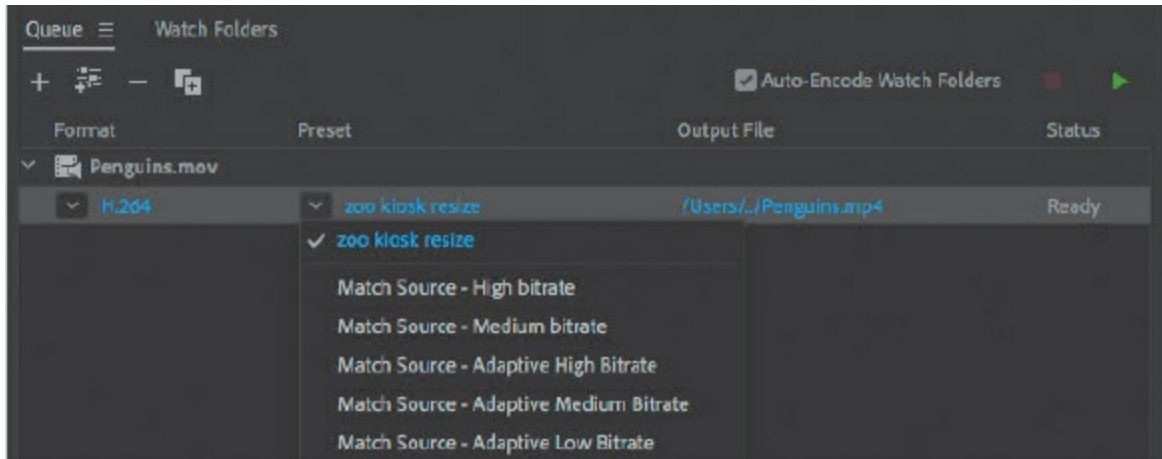 Queue Watch Folders
Auto-Encode Watch Folders
Format Preset Output File Status
Penguins.mov
H.264 zoo kiosk resize /Users/../Penguins.mp4 Ready
zoo kiosk resize
Match Source - High bitrate
Match Source - Medium bitrate
Match Source - Adaptive High Bitrate
Match Source - Adaptive Medium Bitrate
Match Source - Adaptive Low Bitrate